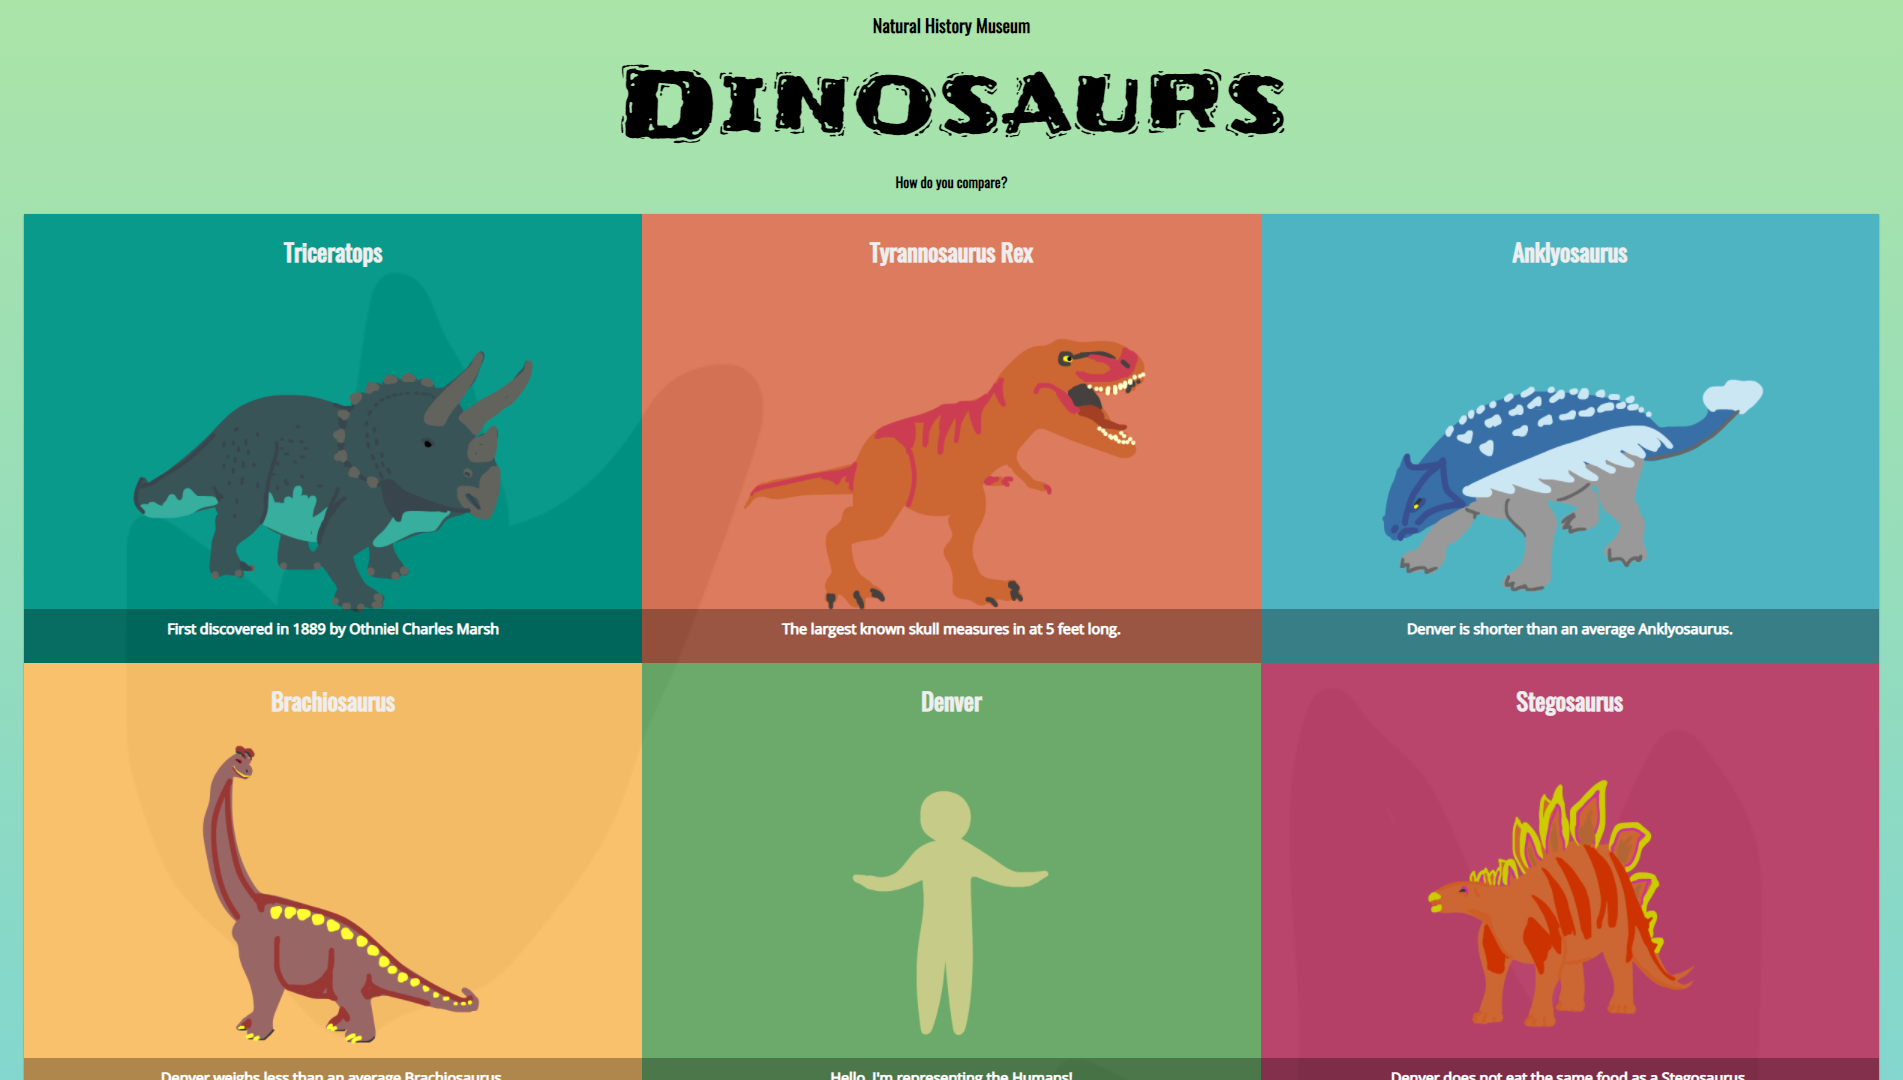 Natural History Museum
Dinosaurs
How do you compare?
Triceratops
Tyrannosaurus Rex
Anklyosaurus
First discovered in 1889 by Othniel Charles Marsh
The largest known skull measures in at 5 feet long.
Denver is shorter than an average Anklyosaurus.
Brachiosaurus
Denver
Stegosaurus
Denver weighs less than an average Brachiosaurus
Hello, I'm representing the Humans!
Denver does not eat the same food as a Stegosaurus